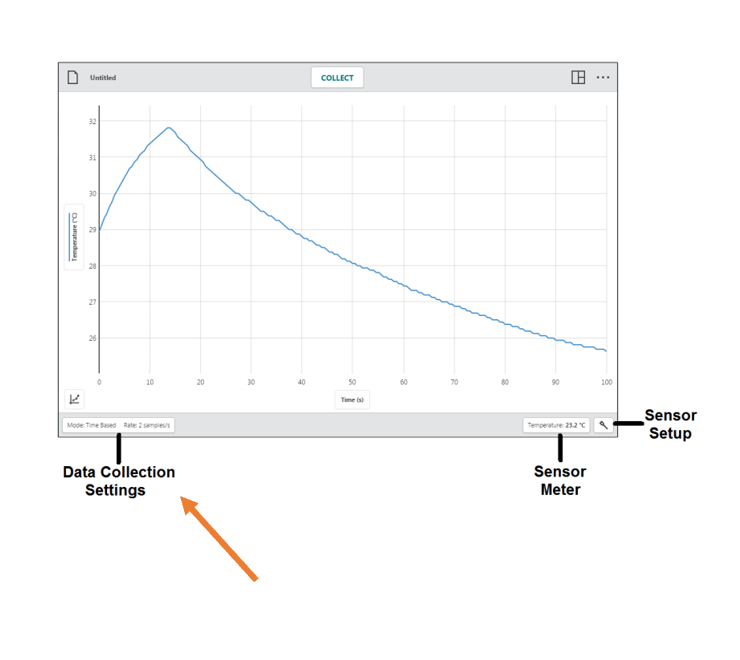 Untitled
COLLECT
32
31
30
29
28
27
26
Temperature (°C)
0 10 20 30 40 50 60 70 80 90 100
Time (s)
Mode: Time Based Rate: 2 samples/s
Temperature: 23.2 °C
Sensor
Setup
Data Collection
Settings
Sensor
Meter